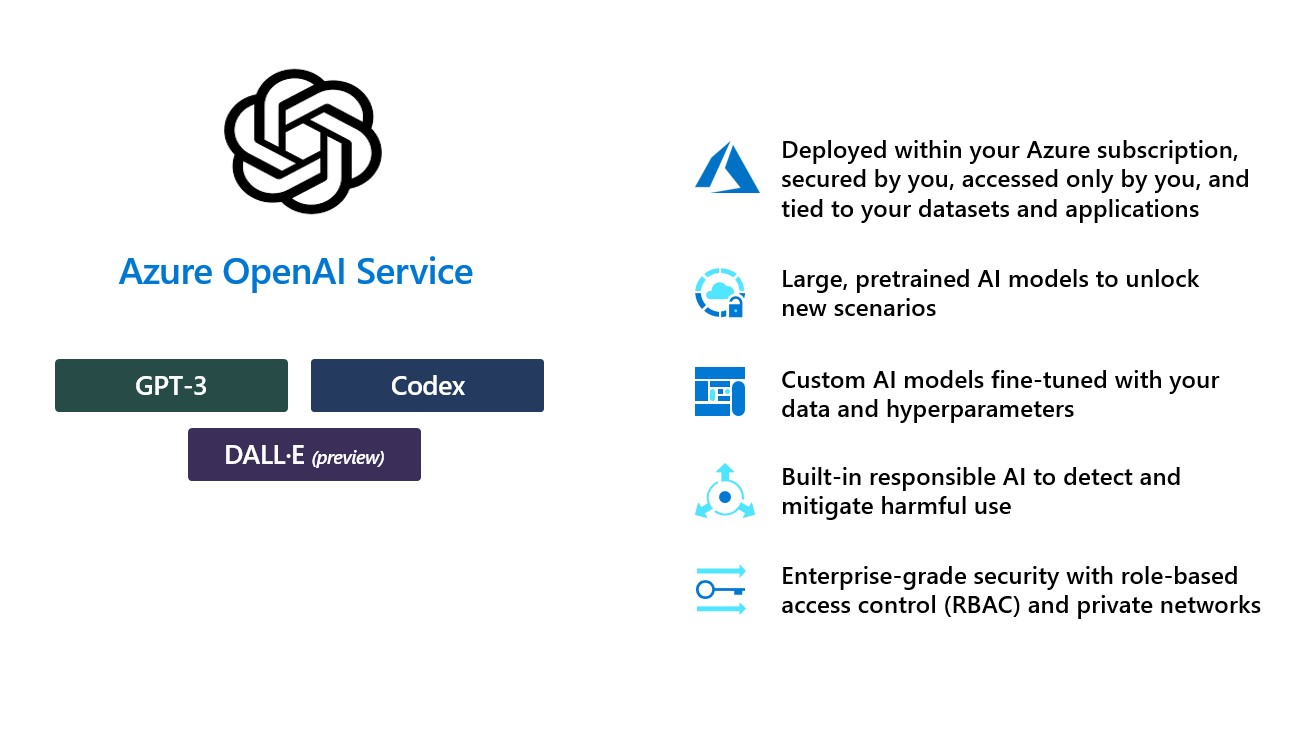 Azure OpenAI Service
GPT-3
Codex
DALL·E (preview)
Deployed within your Azure subscription,
secured by you, accessed only by you, and
tied to your datasets and applications
Large, pretrained AI models to unlock
new scenarios
Custom AI models fine-tuned with your
data and hyperparameters
Built-in responsible AI to detect and
mitigate harmful use
Enterprise-grade security with role-based
access control (RBAC) and private networks